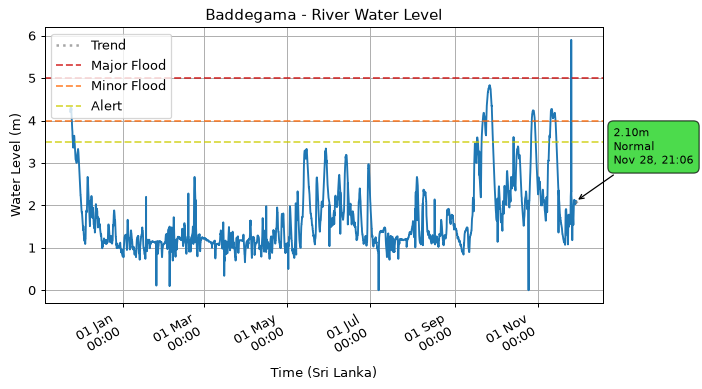 Baddegama - River Water Level
Water Level (m)
6
5
4
3
2
1
0
Trend
Major Flood
Minor Flood
Alert
2.10m
Normal
Nov 28, 21:06
01 Jan
00:00
01 Mar
00:00
01 May
00:00
01 Jul
00:00
01 Sep
00:00
01 Nov
00:00
Time (Sri Lanka)